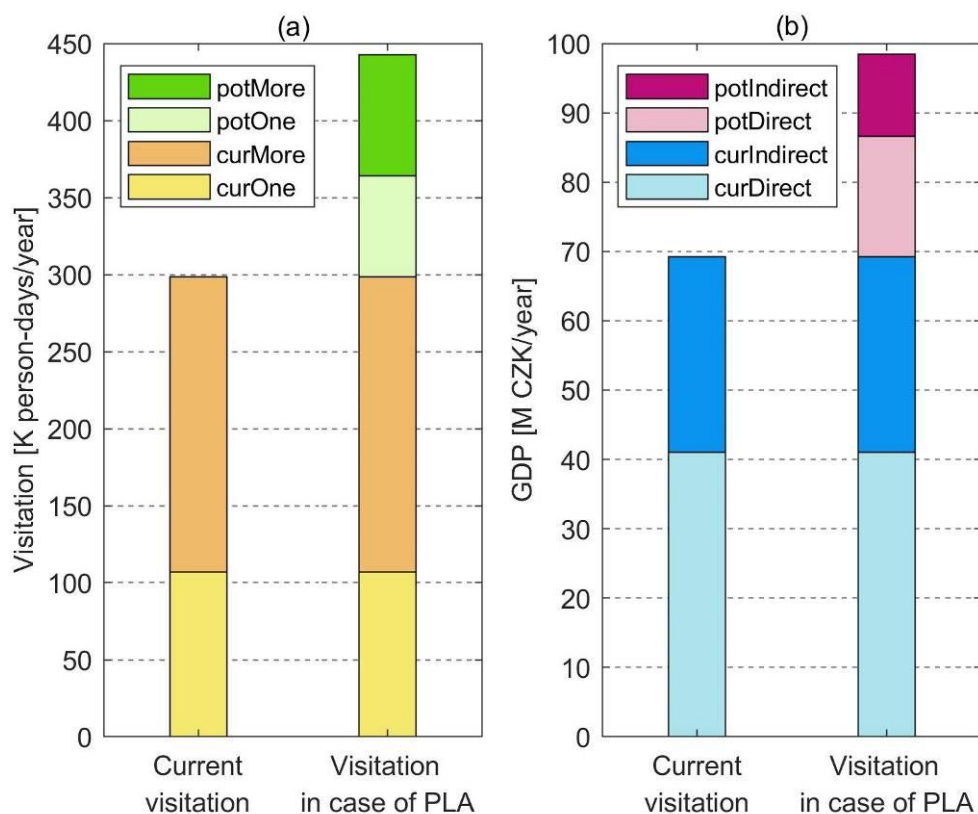 (a)
450
400
350
300
250
200
150
100
50
0
Visitation [K person-days/year]
potMore
potOne
curMore
curOne
Current
visitation
Visitation
in case of PLA
(b)
100
90
80
70
60
50
40
30
20
10
0
GDP [M CZK/year]
potIndirect
potDirect
curIndirect
curDirect
Current
visitation
Visitation
in case of PLA